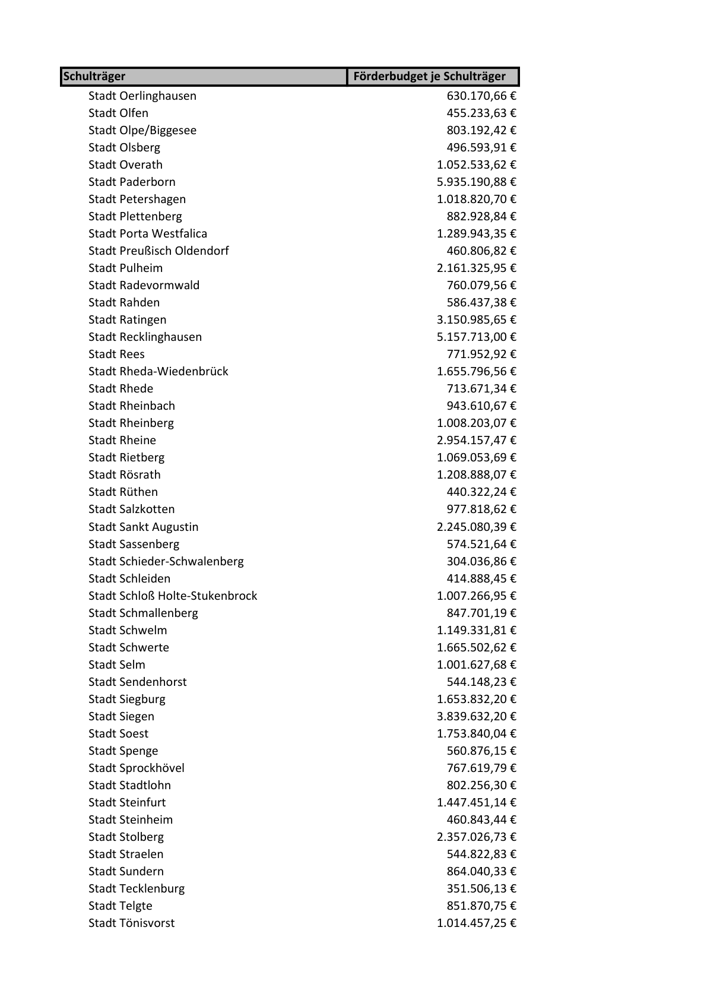 Schulträger Förderbudget je Schulträger
Stadt Oerlinghausen 630.170,66 €
Stadt Olfen 455.233,63 €
Stadt Olpe/Biggesee 803.192,42 €
Stadt Olsberg 496.593,91 €
Stadt Overath 1.052.533,62 €
Stadt Paderborn 5.935.190,88 €
Stadt Petershagen 1.018.820,70 €
Stadt Plettenberg 882.928,84 €
Stadt Porta Westfalica 1.289.943,35 €
Stadt Preußisch Oldendorf 460.806,82 €
Stadt Pulheim 2.161.325,95 €
Stadt Radevormwald 760.079,56 €
Stadt Rahden 586.437,38 €
Stadt Ratingen 3.150.985,65 €
Stadt Recklinghausen 5.157.713,00 €
Stadt Rees 771.952,92 €
Stadt Rheda-Wiedenbrück 1.655.796,56 €
Stadt Rhede 713.671,34 €
Stadt Rheinbach 943.610,67 €
Stadt Rheinberg 1.008.203,07 €
Stadt Rheine 2.954.157,47 €
Stadt Rietberg 1.069.053,69 €
Stadt Rösrath 1.208.888,07 €
Stadt Rüthen 440.322,24 €
Stadt Salzkotten 977.818,62 €
Stadt Sankt Augustin 2.245.080,39 €
Stadt Sassenberg 574.521,64 €
Stadt Schieder-Schwalenberg 304.036,86 €
Stadt Schleiden 414.888,45 €
Stadt Schloß Holte-Stukenbrock 1.007.266,95 €
Stadt Schmallenberg 847.701,19 €
Stadt Schwelm 1.149.331,81 €
Stadt Schwerte 1.665.502,62 €
Stadt Selm 1.001.627,68 €
Stadt Sendenhorst 544.148,23 €
Stadt Siegburg 1.653.832,20 €
Stadt Siegen 3.839.632,20 €
Stadt Soest 1.753.840,04 €
Stadt Spenge 560.876,15 €
Stadt Sprockhövel 767.619,79 €
Stadt Stadtlohn 802.256,30 €
Stadt Steinfurt 1.447.451,14 €
Stadt Steinheim 460.843,44 €
Stadt Stolberg 2.357.026,73 €
Stadt Straelen 544.822,83 €
Stadt Sundern 864.040,33 €
Stadt Tecklenburg 351.506,13 €
Stadt Telgte 851.870,75 €
Stadt Tönisvorst 1.014.457,25 €